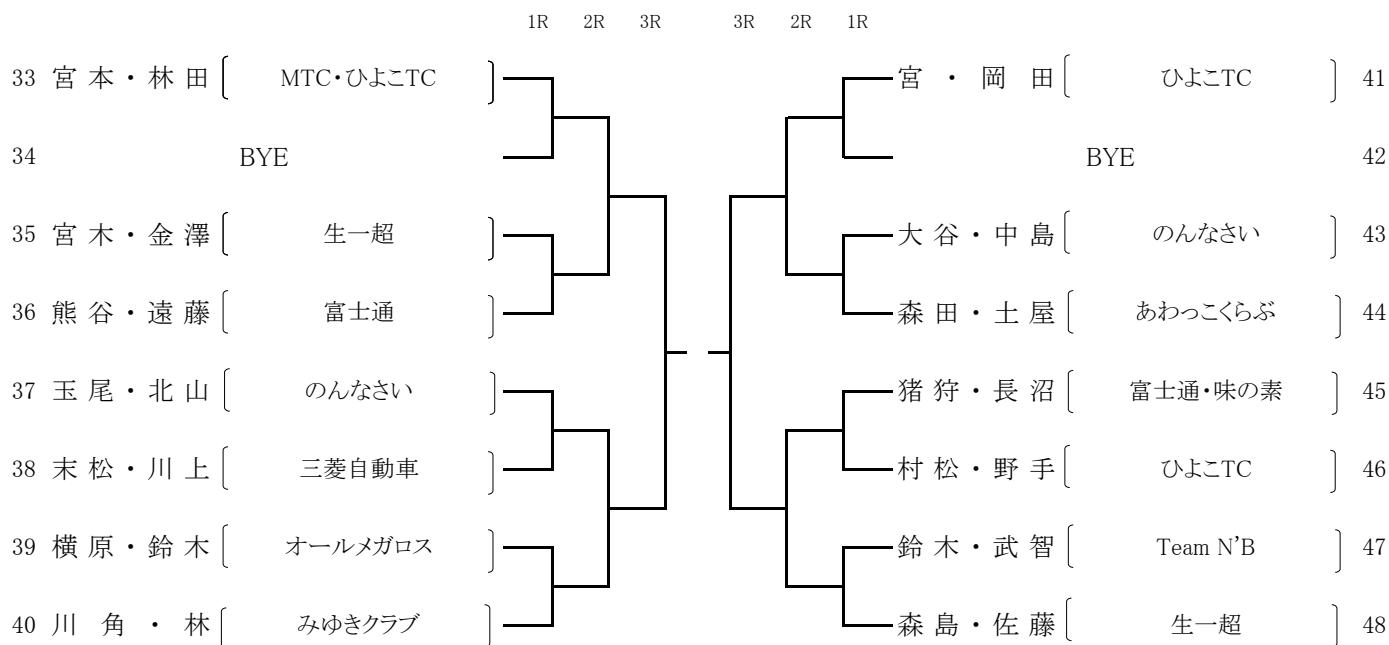 1R 2R 3R 3R 2R 1R
33 宮本・林田 〔 MTC・ひよこTC 〕 宮・岡田 〔 ひよこTC 〕 41
34 BYE BYE 42
35 宮木・金澤 〔 生一超 〕 大谷・中島 〔 のんなさい 〕 43
36 熊谷・遠藤 〔 富士通 〕 森田・土屋 〔 あわっこくらぶ 〕 44
37 玉尾・北山 〔 のんなさい 〕 猪狩・長沼 〔 富士通・味の素 〕 45
38 末松・川上 〔 三菱自動車 〕 村松・野手 〔 ひよこTC 〕 46
39 横原・鈴木 〔 オールメガロス 〕 鈴木・武智 〔 Team N’B 〕 47
40 川角・林 〔 みゆきクラブ 〕 森島・佐藤 〔 生一超 〕 48